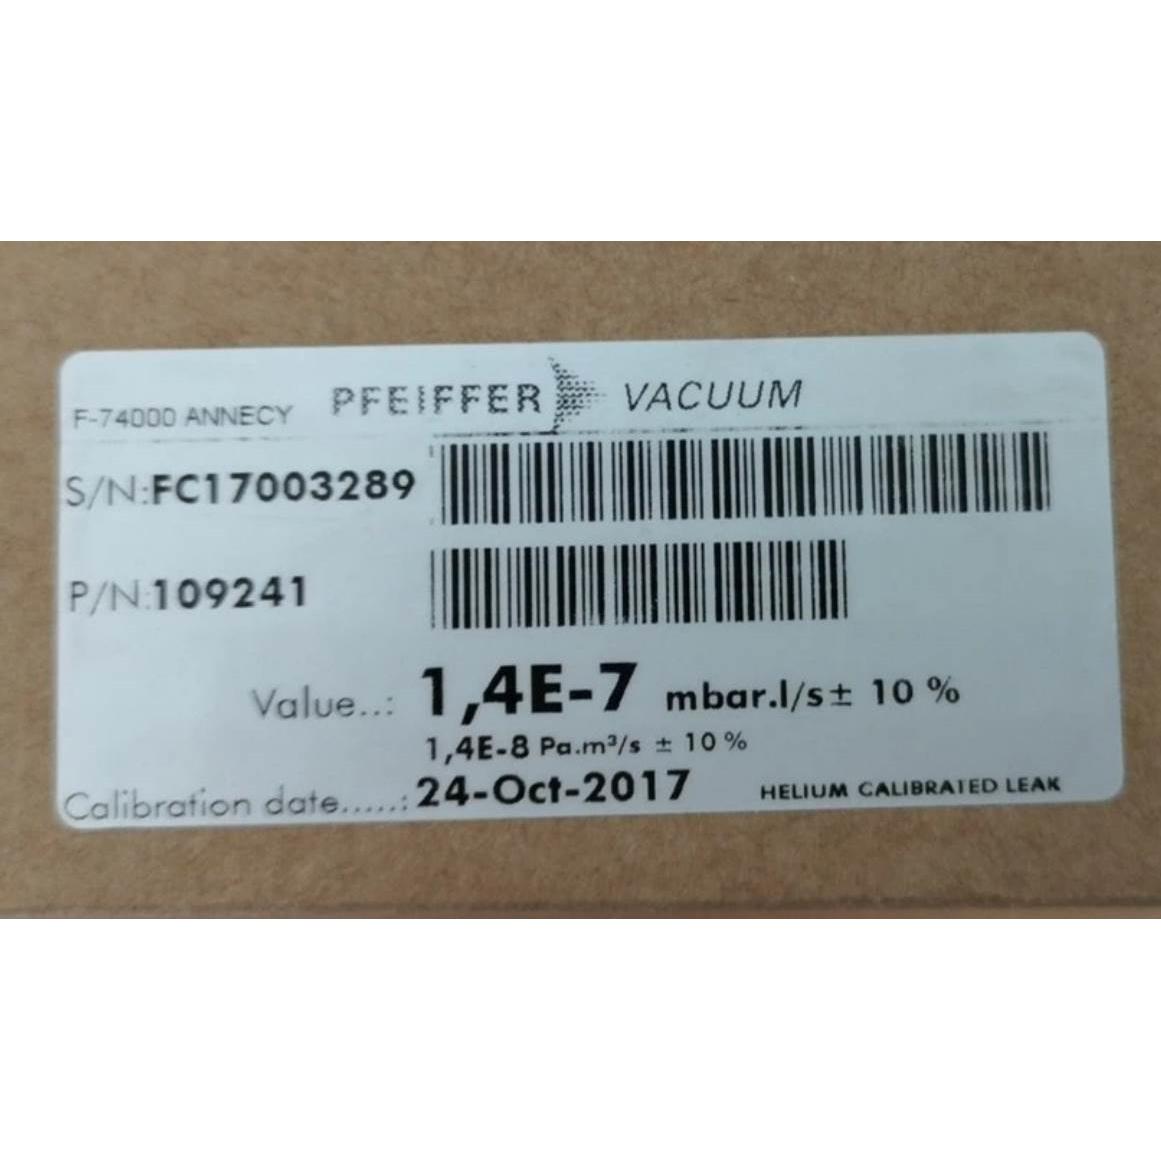 F-74000 ANNECY PFEIFFER VACUUM
S/N:FC17003289
P/N:109241
Value..: 1,4E-7 mbar.l/s± 10 %
1,4E-8 Pa.m³/s ± 10 %
Calibration date.....: 24-Oct-2017 HELIUM CALIBRATED LEAK